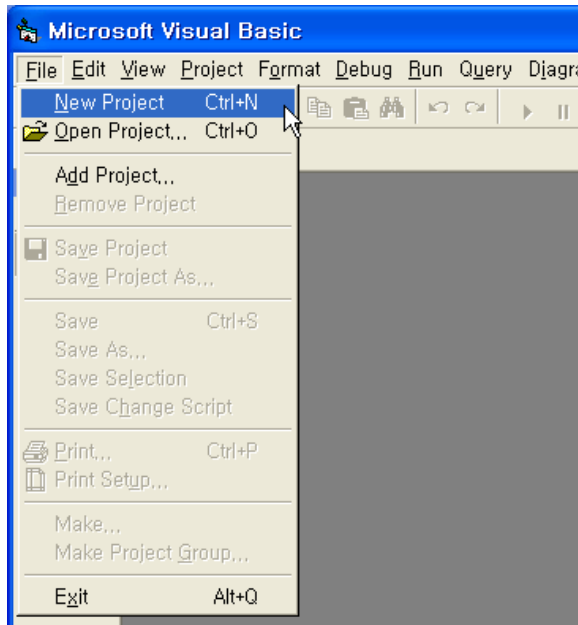 Microsoft Visual Basic
File Edit View Project Format Debug Run Query Diagra
New Project Ctrl+N
Open Project... Ctrl+O
Add Project...
Remove Project
Save Project
Save Project As...
Save Ctrl+S
Save As...
Save Selection
Save Change Script
Print... Ctrl+P
Print Setup...
Make...
Make Project Group...
Exit Alt+Q